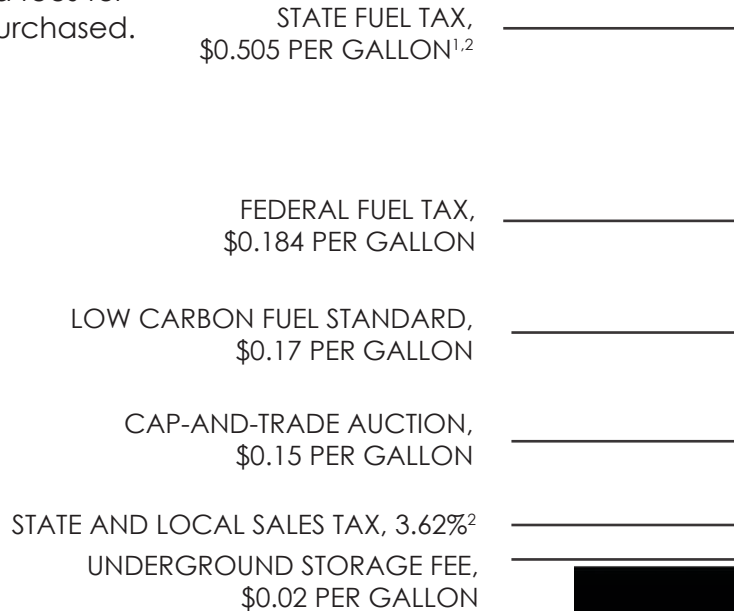 urchased.
STATE FUEL TAX,
$0.505 PER GALLON1,2
FEDERAL FUEL TAX,
$0.184 PER GALLON
LOW CARBON FUEL STANDARD,
$0.17 PER GALLON
CAP-AND-TRADE AUCTION,
$0.15 PER GALLON
STATE AND LOCAL SALES TAX, 3.62%2
UNDERGROUND STORAGE FEE,
$0.02 PER GALLON